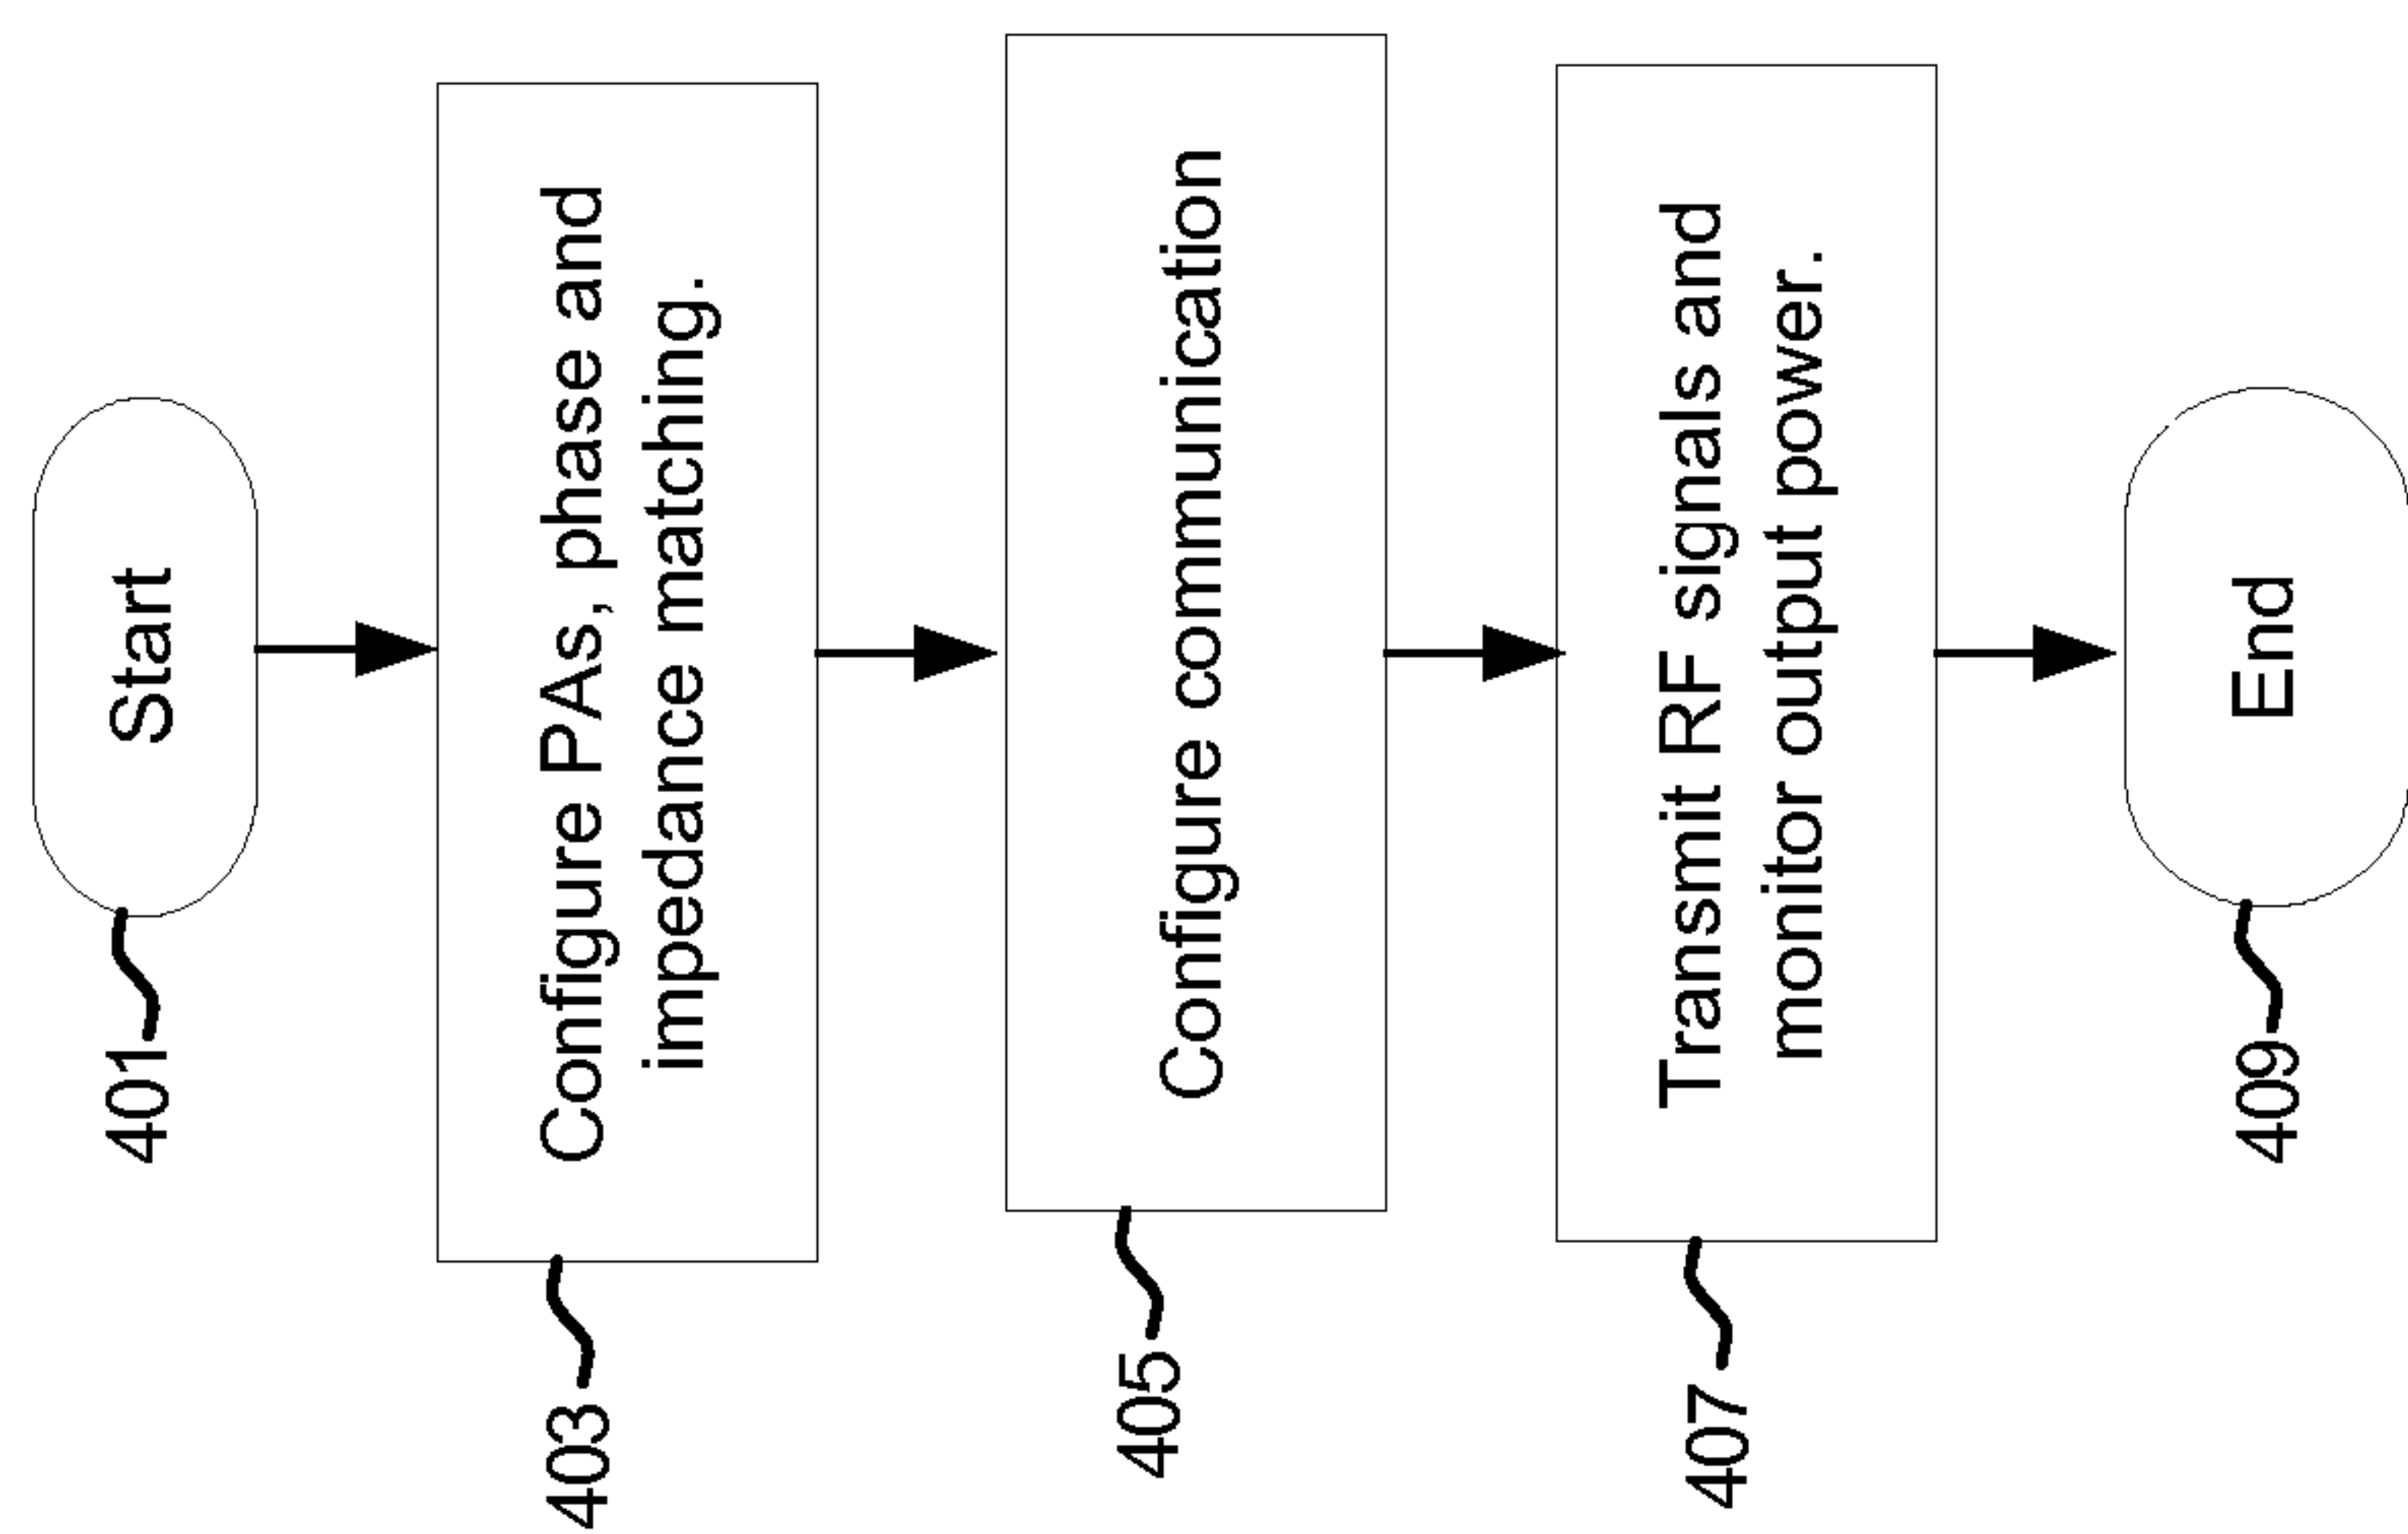 401
Start
403
Configure PAs, phase and
impedance matching.
405
Configure communication
407
Transmit RF signals and
monitor output power.
409
End